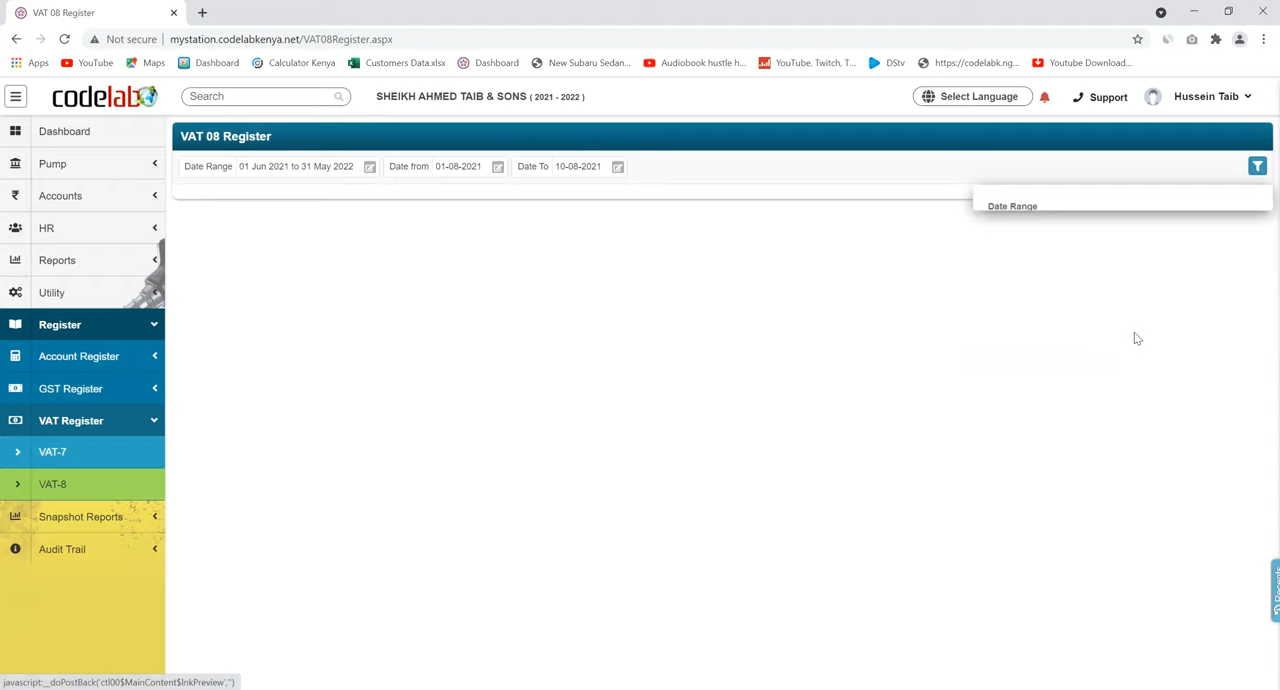 VAT 08 Register
Not secure | mystation.codelabkenya.net/VAT08Register.aspx
Apps YouTube Maps Dashboard Calculator Kenya Customers Data.xlsx Dashboard New Subaru Sedan... Audiobook hustle h... YouTube, Twitch, T... DStv https://codelabk.ng... Youtube Download...
codelab Search SHEIKH AHMED TAIB & SONS ( 2021 - 2022 ) Select Language Support Hussein Taib
Dashboard
Pump
Accounts
HR
Reports
Utility
Register
Account Register
GST Register
VAT Register
VAT-7
VAT-8
Snapshot Reports
Audit Trail
VAT 08 Register
Date Range 01 Jun 2021 to 31 May 2022 Date from 01-08-2021 Date To 10-08-2021
Date Range
Recents
javascript:__doPostBack('ctl00$MainContent$lnkPreview','')